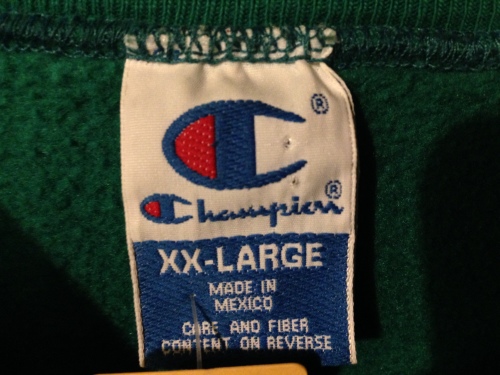 C®
Champion®
XX-LARGE
MADE IN
MEXICO
CARE AND FIBER
CONTENT ON REVERSE